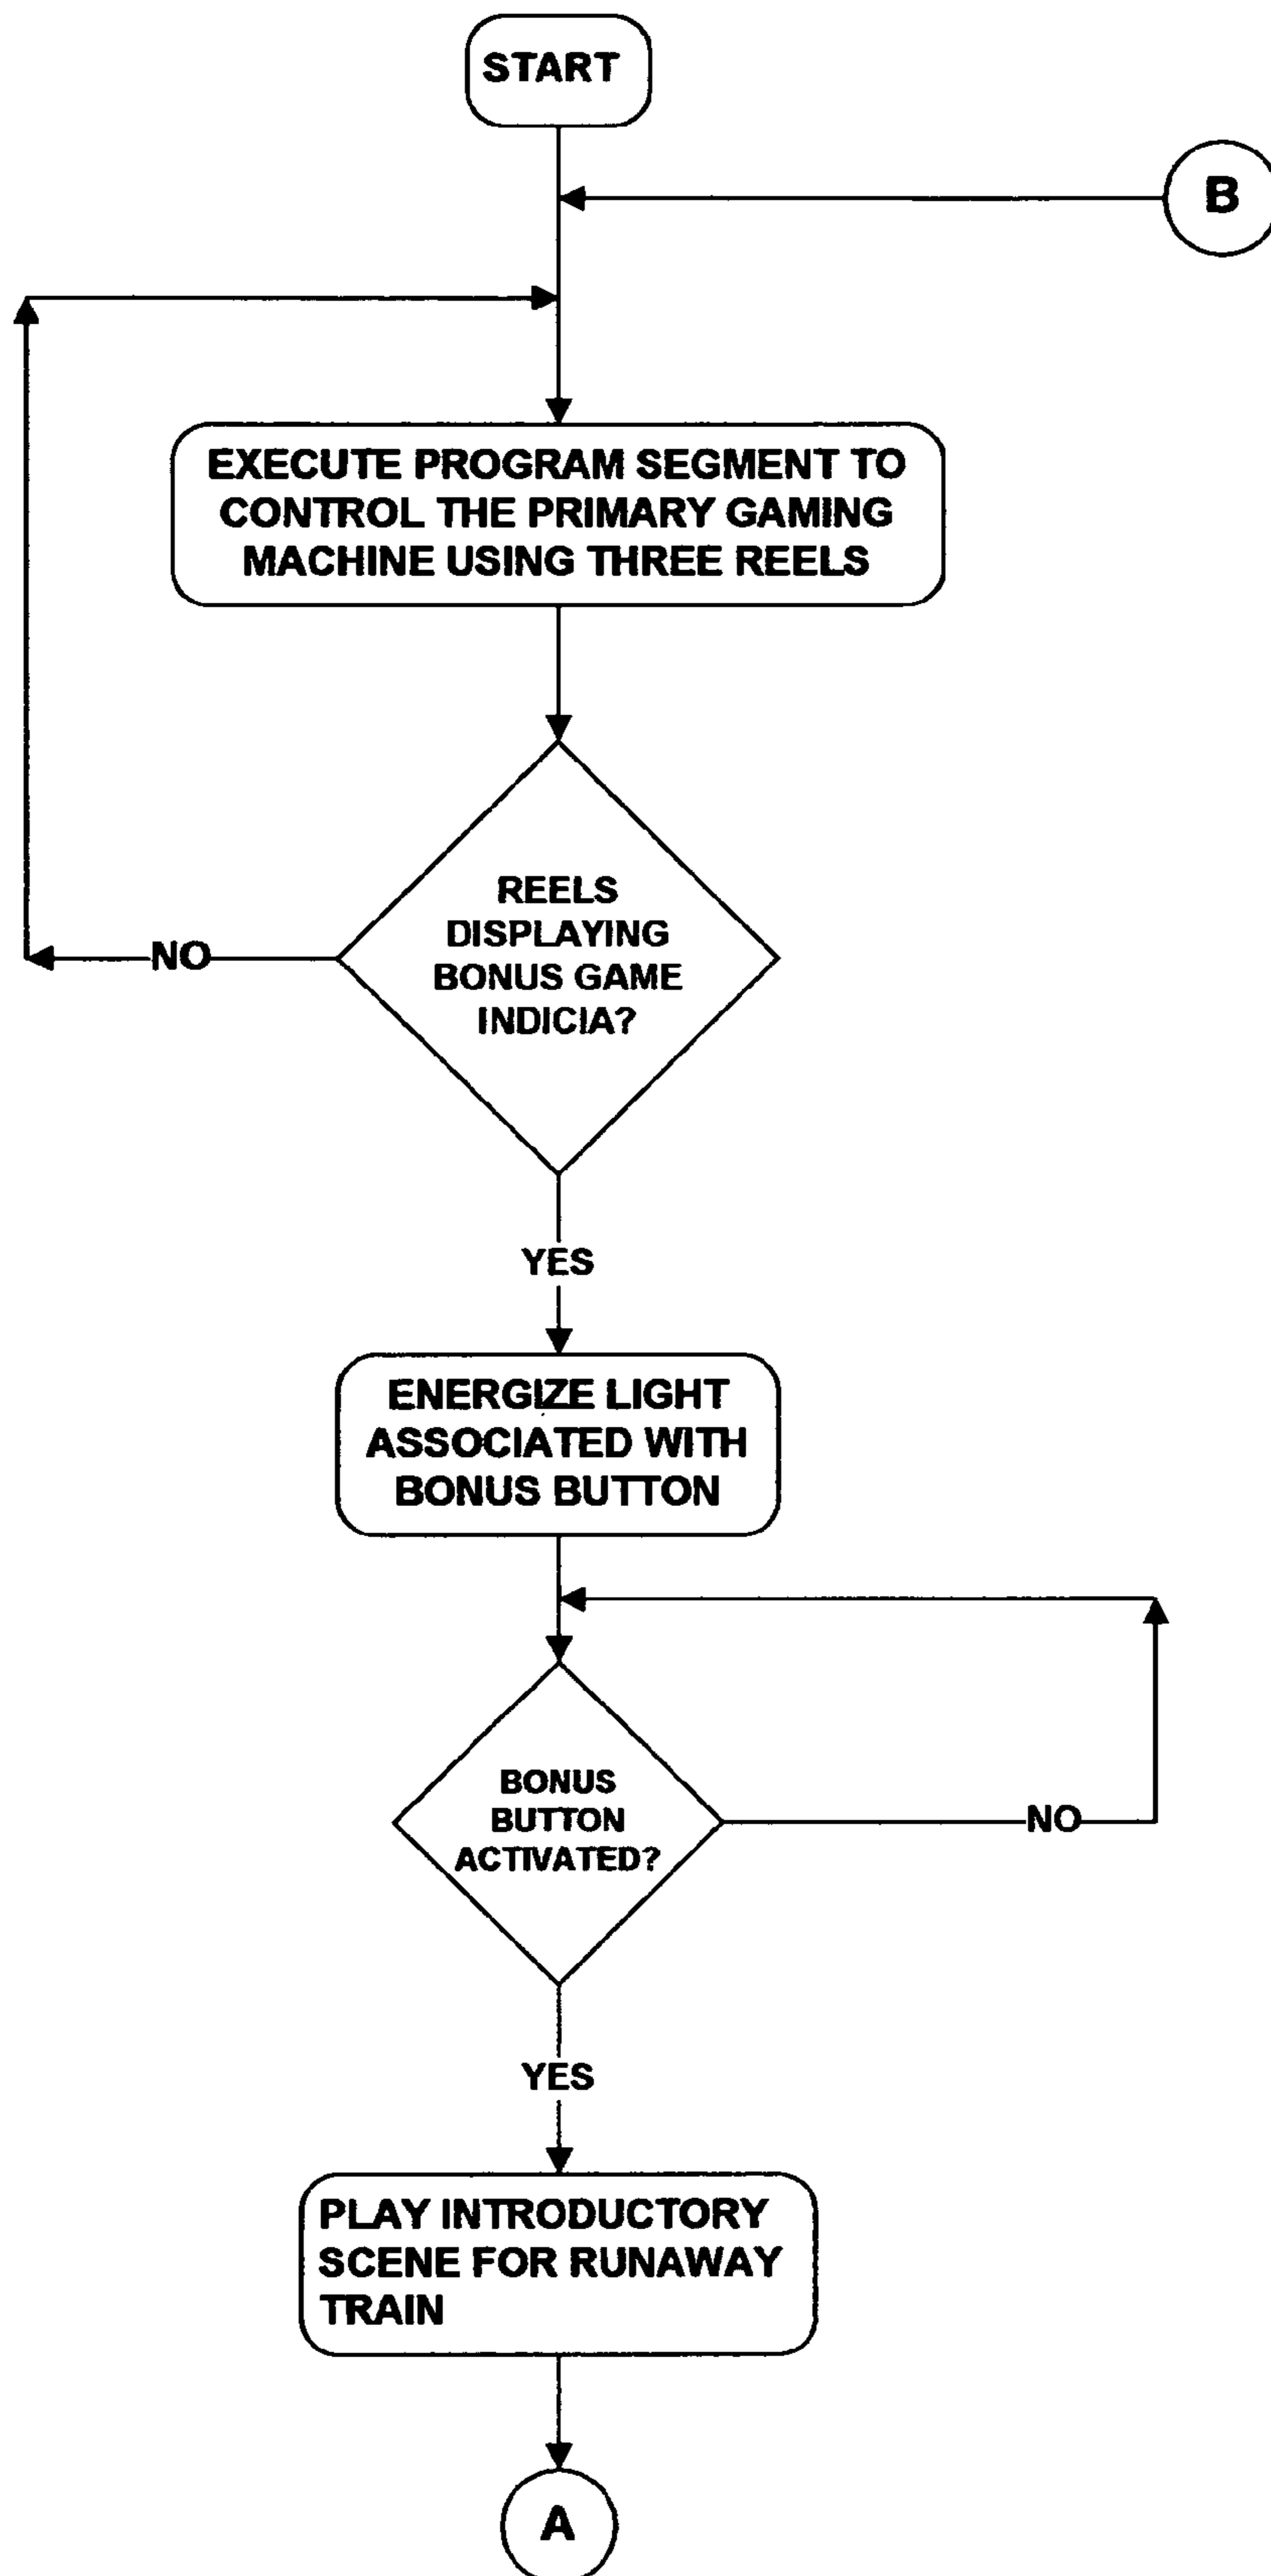 START
B
EXECUTE PROGRAM SEGMENT TO
CONTROL THE PRIMARY GAMING
MACHINE USING THREE REELS
REELS
DISPLAYING
BONUS GAME
INDICIA?
NO
YES
ENERGIZE LIGHT
ASSOCIATED WITH
BONUS BUTTON
BONUS
BUTTON
ACTIVATED?
NO
YES
PLAY INTRODUCTORY
SCENE FOR RUNAWAY
TRAIN
A